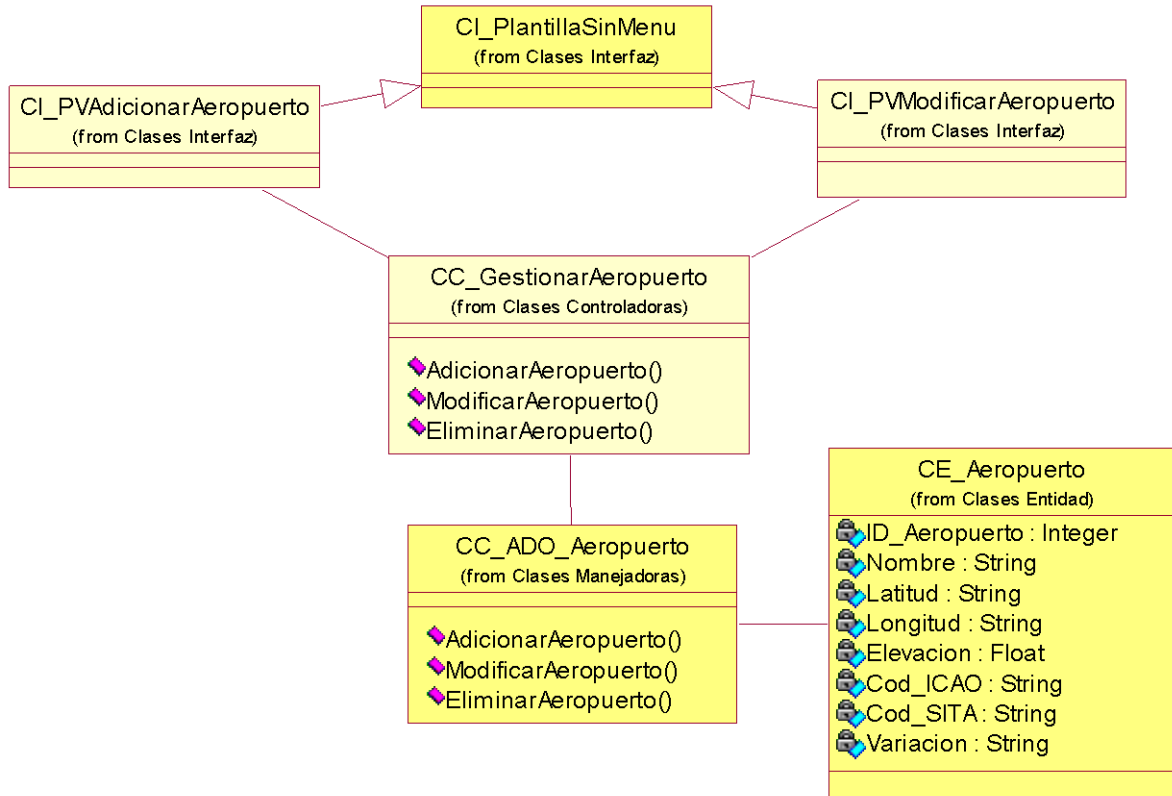 CI_PlantillaSinMenu
(from Clases Interfaz)
CI_PVAdicionarAeropuerto
(from Clases Interfaz)
CI_PVModificarAeropuerto
(from Clases Interfaz)
CC_GestionarAeropuerto
(from Clases Controladoras)
AdicionarAeropuerto()
ModificarAeropuerto()
EliminarAeropuerto()
CC_ADO_Aeropuerto
(from Clases Manejadoras)
AdicionarAeropuerto()
ModificarAeropuerto()
EliminarAeropuerto()
CE_Aeropuerto
(from Clases Entidad)
ID_Aeropuerto : Integer
Nombre : String
Latitud : String
Longitud : String
Elevacion : Float
Cod_ICAO : String
Cod_SITA : String
Variacion : String